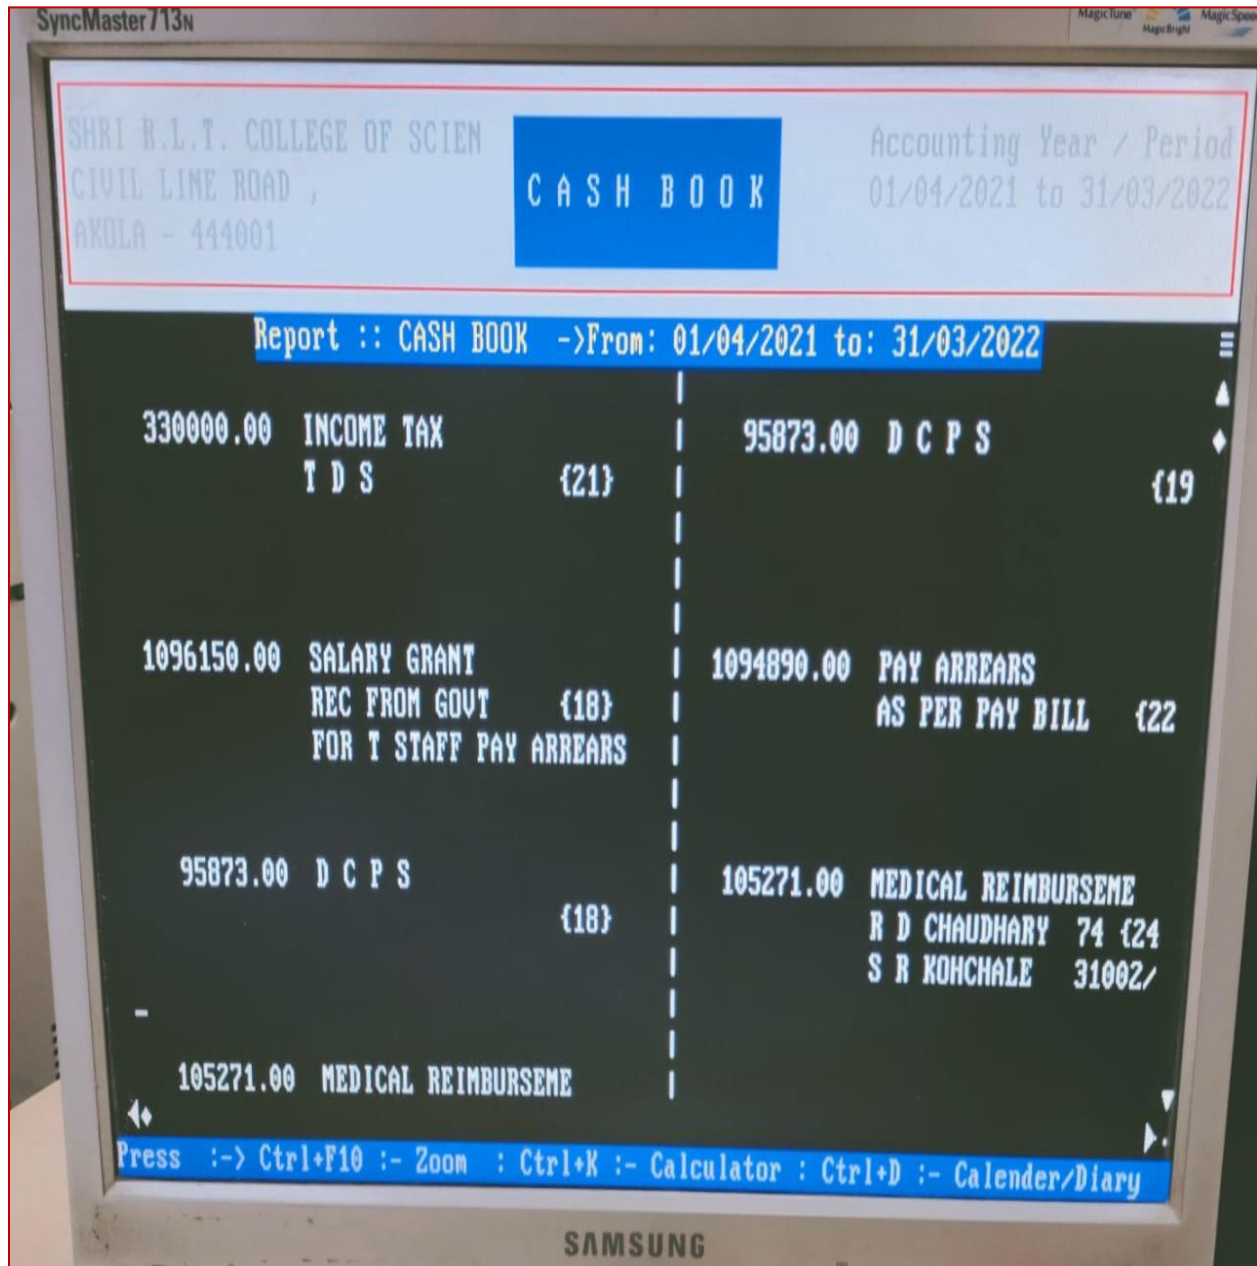 SyncMaster 713N
MagicTune MagicBright MagicSpeed
SHRI R.L.T. COLLEGE OF SCIEN
CIVIL LINE ROAD ,
AKOLA - 444001
CASH BOOK
Accounting Year / Period
01/04/2021 to 31/03/2022
Report :: CASH BOOK ->From: 01/04/2021 to: 31/03/2022
330000.00 INCOME TAX
T D S {21}
1096150.00 SALARY GRANT
REC FROM GOVT {18}
FOR T STAFF PAY ARREARS
95873.00 D C P S
{18}
105271.00 MEDICAL REIMBURSEME
95873.00 D C P S
{19
1094890.00 PAY ARREARS
AS PER PAY BILL {22
105271.00 MEDICAL REIMBURSEME
R D CHAUDHARY 74 {24
S R KOHCHALE 31002/
Press :-> Ctrl+F10 :- Zoom : Ctrl+K :- Calculator : Ctrl+D :- Calender/Diary
SAMSUNG